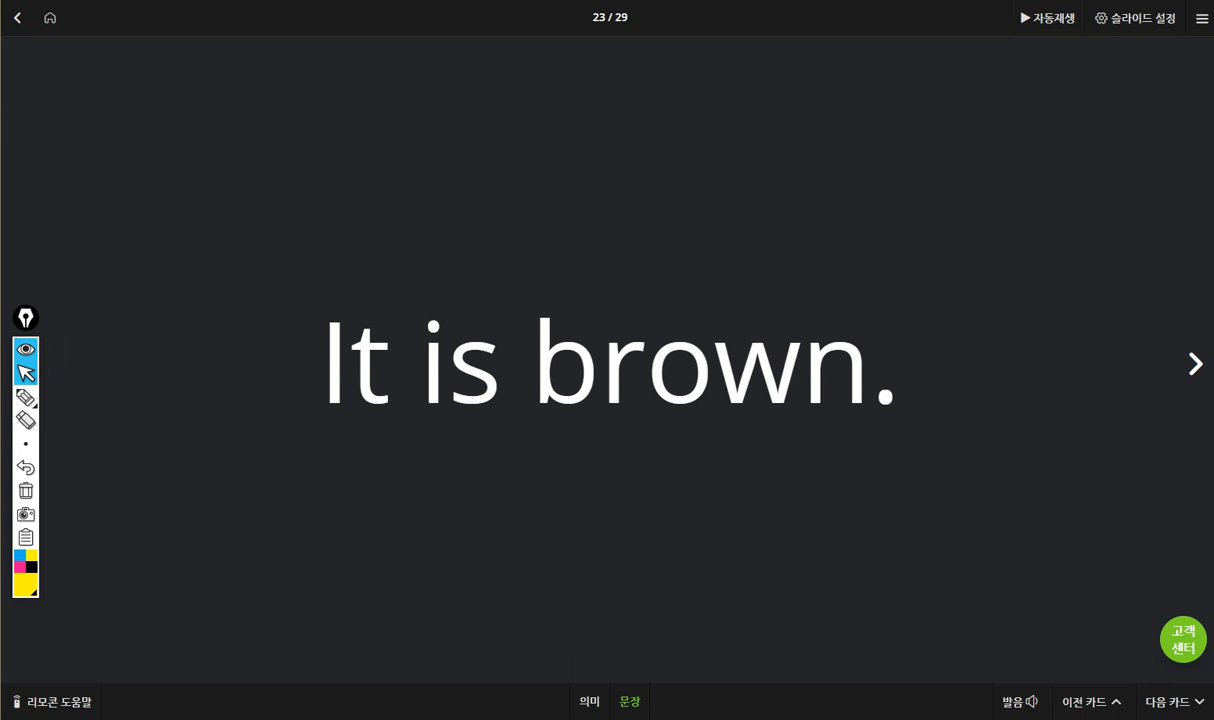 23 / 29
자동재생
슬라이드 설정
It is brown.
고객
센터
리모콘 도움말
의미
문장
발음
이전 카드
다음 카드